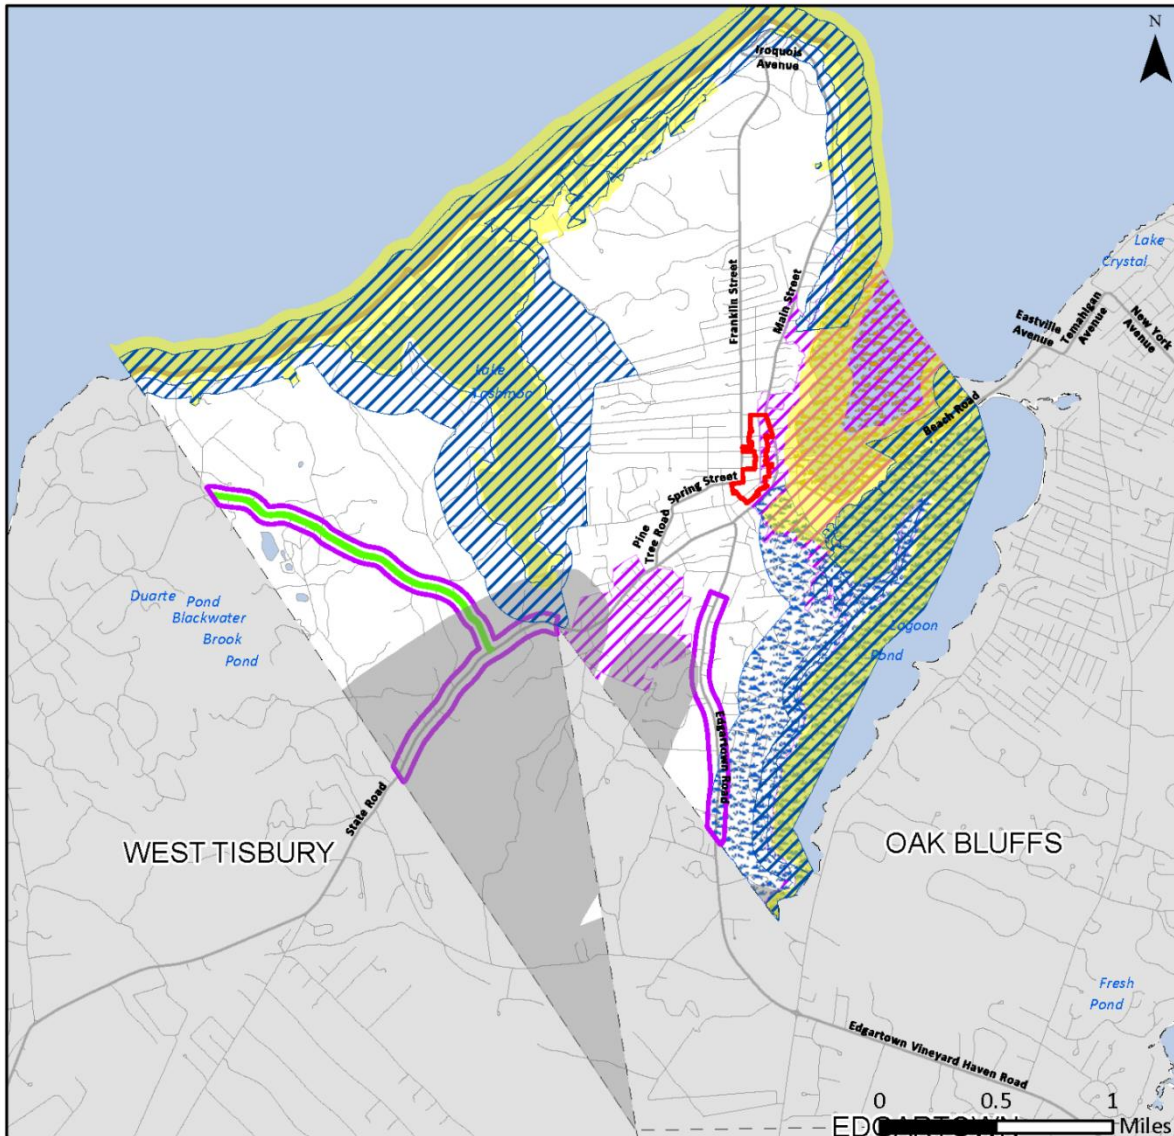 N
Iroquois
Avenue
Lake
Crystal
Franklin Street
Main Street
Eastville
Avenue
Temahigan
Avenue
New York
Avenue
Lake
Tashmoo
Beach Road
Spring Street
Pine
Tree Road
Duarte Pond
Blackwater
Brook
Pond
Lagoon
Pond
Edgartown Road
State Road
WEST TISBURY
OAK BLUFFS
Fresh
Pond
Edgartown Vineyard Haven Road
0 0.5 1
Miles
EDGARTOWN